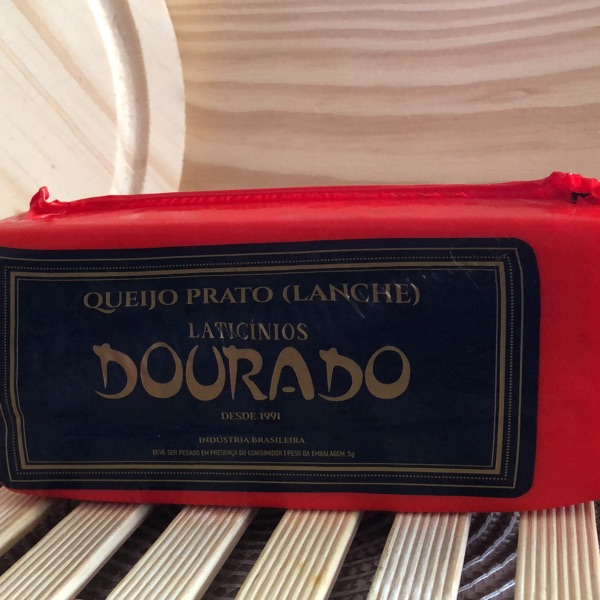 QUEIJO PRATO (LANCHE)
LATICÍNIOS
DOURADO
DESDE 1991
INDÚSTRIA BRASILEIRA
DEVE SER PESADO EM PRESENÇA DO CONSUMIDOR | PESO DA EMBALAGEM: 5g